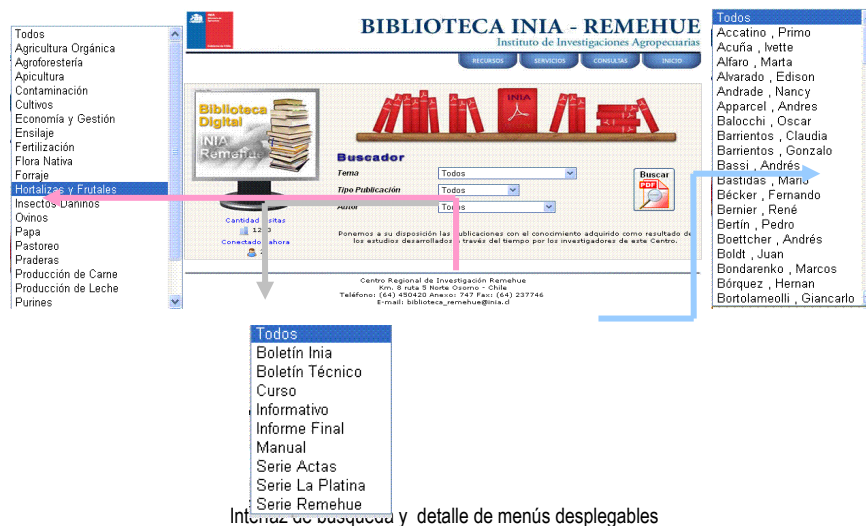 Todos
Agricultura Orgánica
Agroforestería
Apicultura
Contaminación
Cultivos
Economía y Gestión
Ensilaje
Fertilización
Flora Nativa
Forraje
Hortalizas y Frutales
Insectos Dañinos
Ovinos
Papa
Pastoreo
Praderas
Producción de Carne
Producción de Leche
Purines
BIBLIOTECA INIA - REMEHUE
Instituto de Investigaciones Agropecuarias
RECURSOS SERVICIOS CONSULTAS INICIO
Biblioteca
Digital
INIA
Remehue
INIA
Buscador
Tema Todos
Tipo Publicación Todos
Autor Todos
Buscar
PDF
Cantidad
Conectado ahora
Ponemos a su disposición las publicaciones con el conocimiento adquirido como resultado de
los estudios desarrollados a través del tiempo por los investigadores de este Centro.
Centro Regional de Investigación Remehue
Km. 8 ruta 5 Norte Osorno - Chile
Teléfono: (64) 450420 Anexo: 747 Fax: (64) 237746
E-mail: biblioteca_remehue@inia.cl
Todos
Accatino , Primo
Acuña , Ivette
Alfaro , Marta
Alvarado , Edison
Andrade , Nancy
Apparcel , Andres
Balocchi , Oscar
Barrientos , Claudia
Barrientos , Gonzalo
Bassi , Andrés
Bastidas , Mario
Bécker , Fernando
Bernier , René
Bertín , Pedro
Boettcher , Andrés
Boldt , Juan
Bondarenko , Marcos
Bórquez , Hernan
Bortolameolli , Giancarlo
Todos
Boletín Inia
Boletín Técnico
Curso
Informativo
Informe Final
Manual
Serie Actas
Serie La Platina
Serie Remehue
Interfaz de búsqueda y detalle de menús desplegables